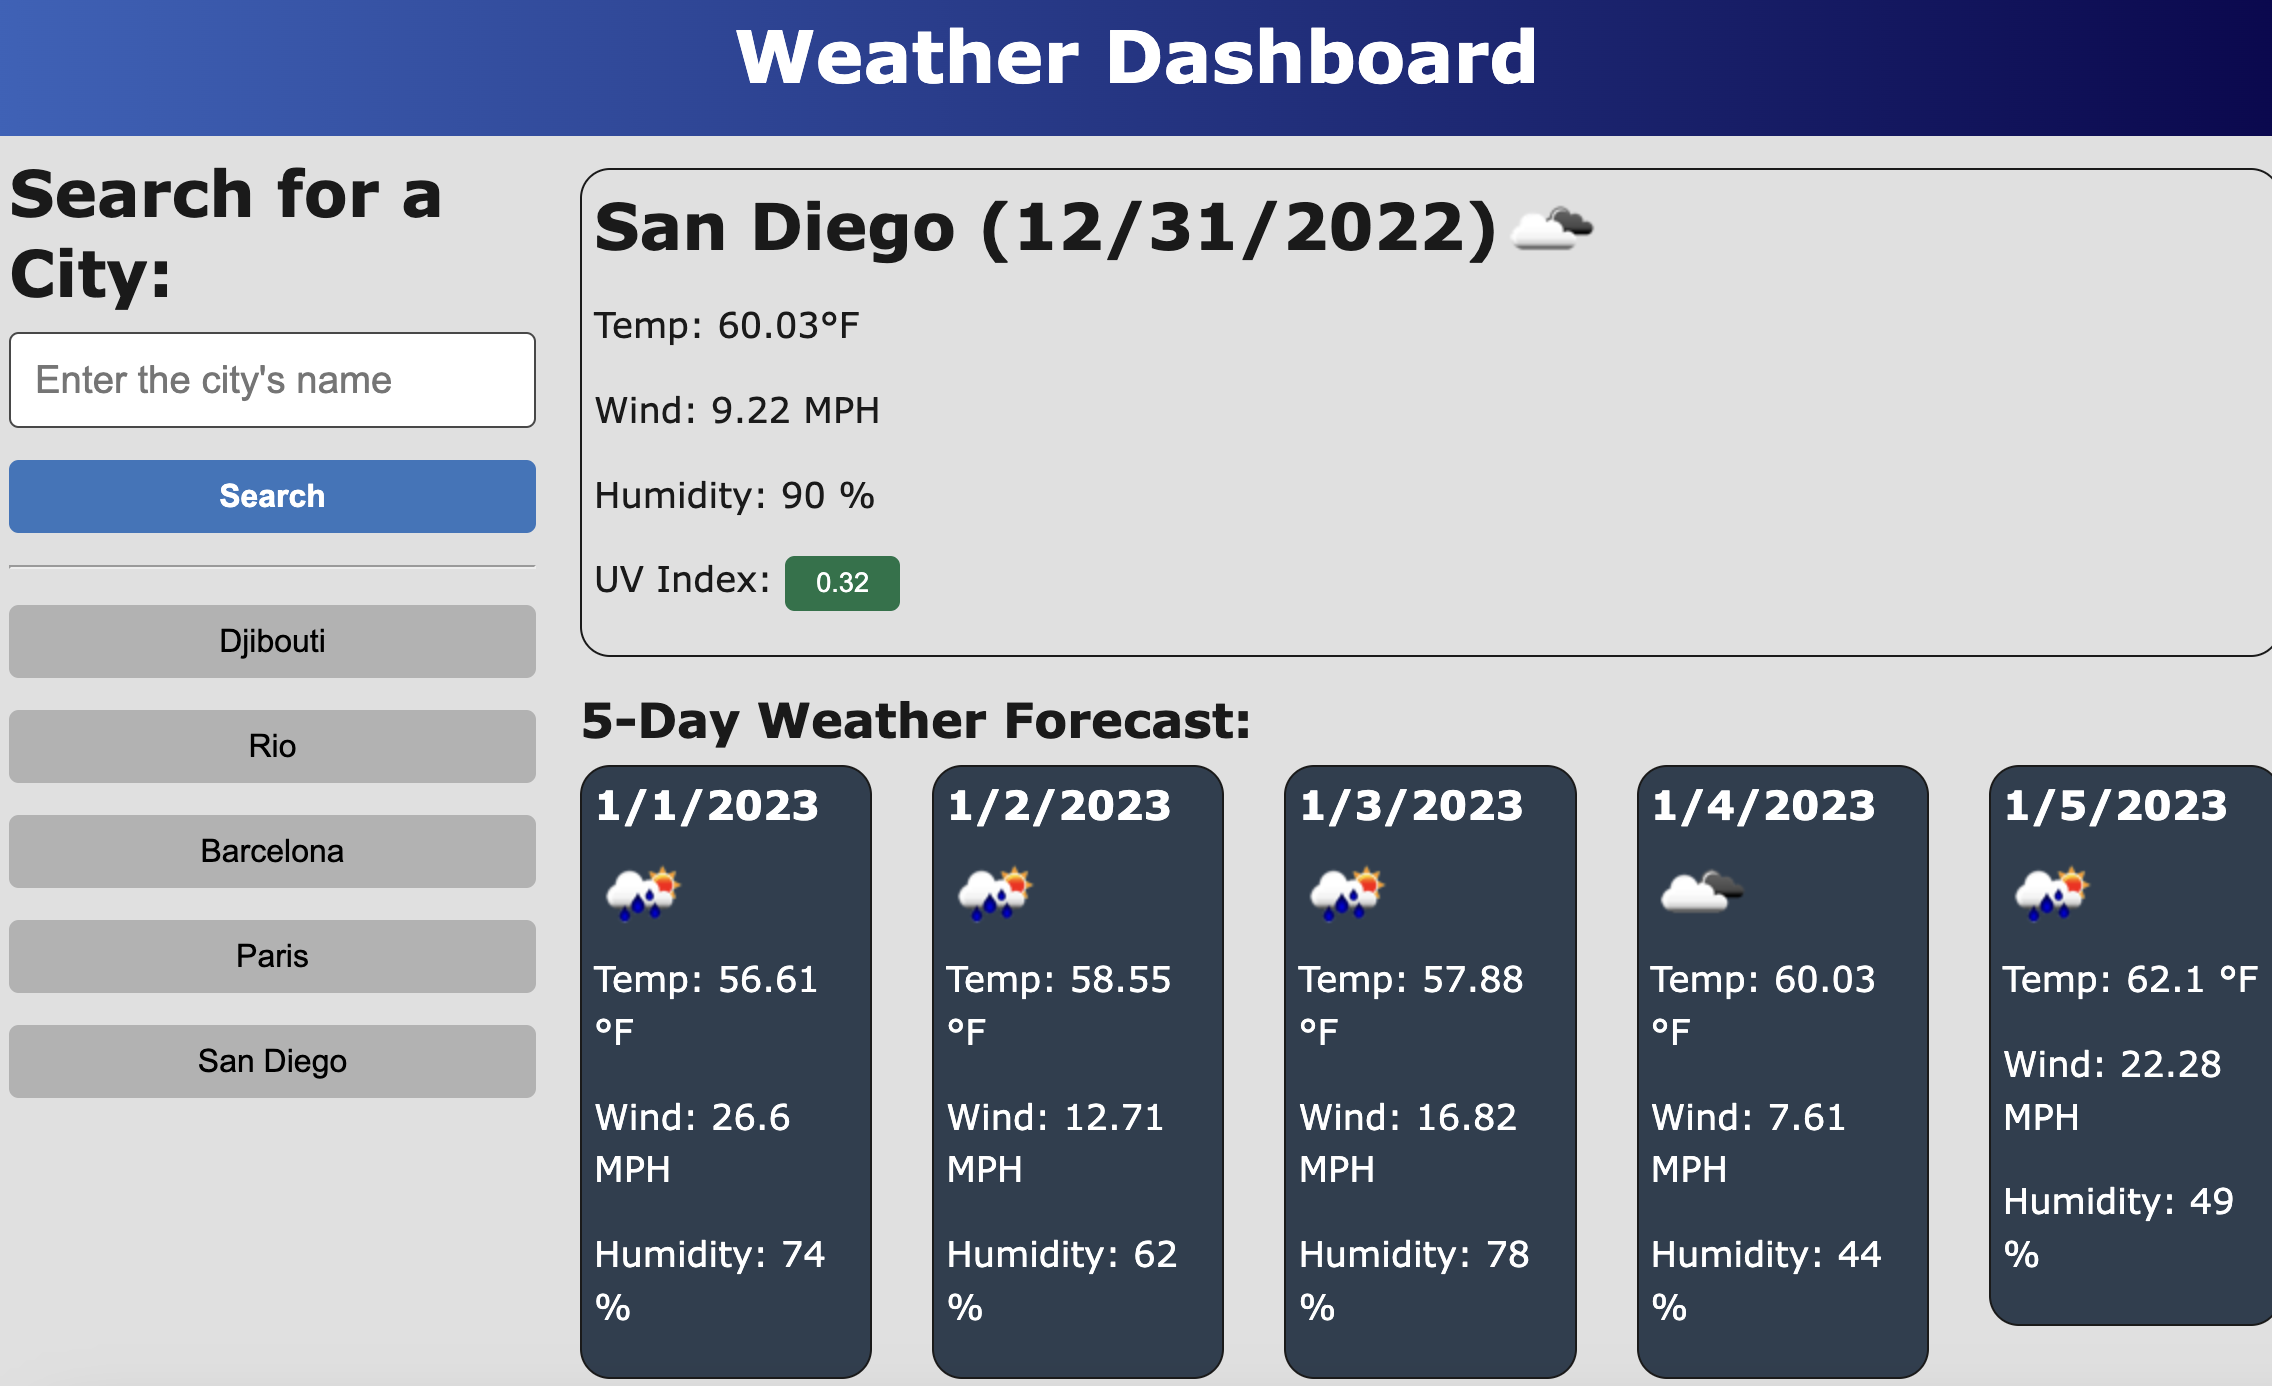 Weather Dashboard
Search for a
City:
Enter the city's name
Search
Djibouti
Rio
Barcelona
Paris
San Diego
San Diego (12/31/2022)
Temp: 60.03°F
Wind: 9.22 MPH
Humidity: 90 %
UV Index: 0.32
5-Day Weather Forecast:
1/1/2023
Temp: 56.61
°F
Wind: 26.6
MPH
Humidity: 74
%
1/2/2023
Temp: 58.55
°F
Wind: 12.71
MPH
Humidity: 62
%
1/3/2023
Temp: 57.88
°F
Wind: 16.82
MPH
Humidity: 78
%
1/4/2023
Temp: 60.03
°F
Wind: 7.61
MPH
Humidity: 44
%
1/5/2023
Temp: 62.1 °F
Wind: 22.28
MPH
Humidity: 49
%